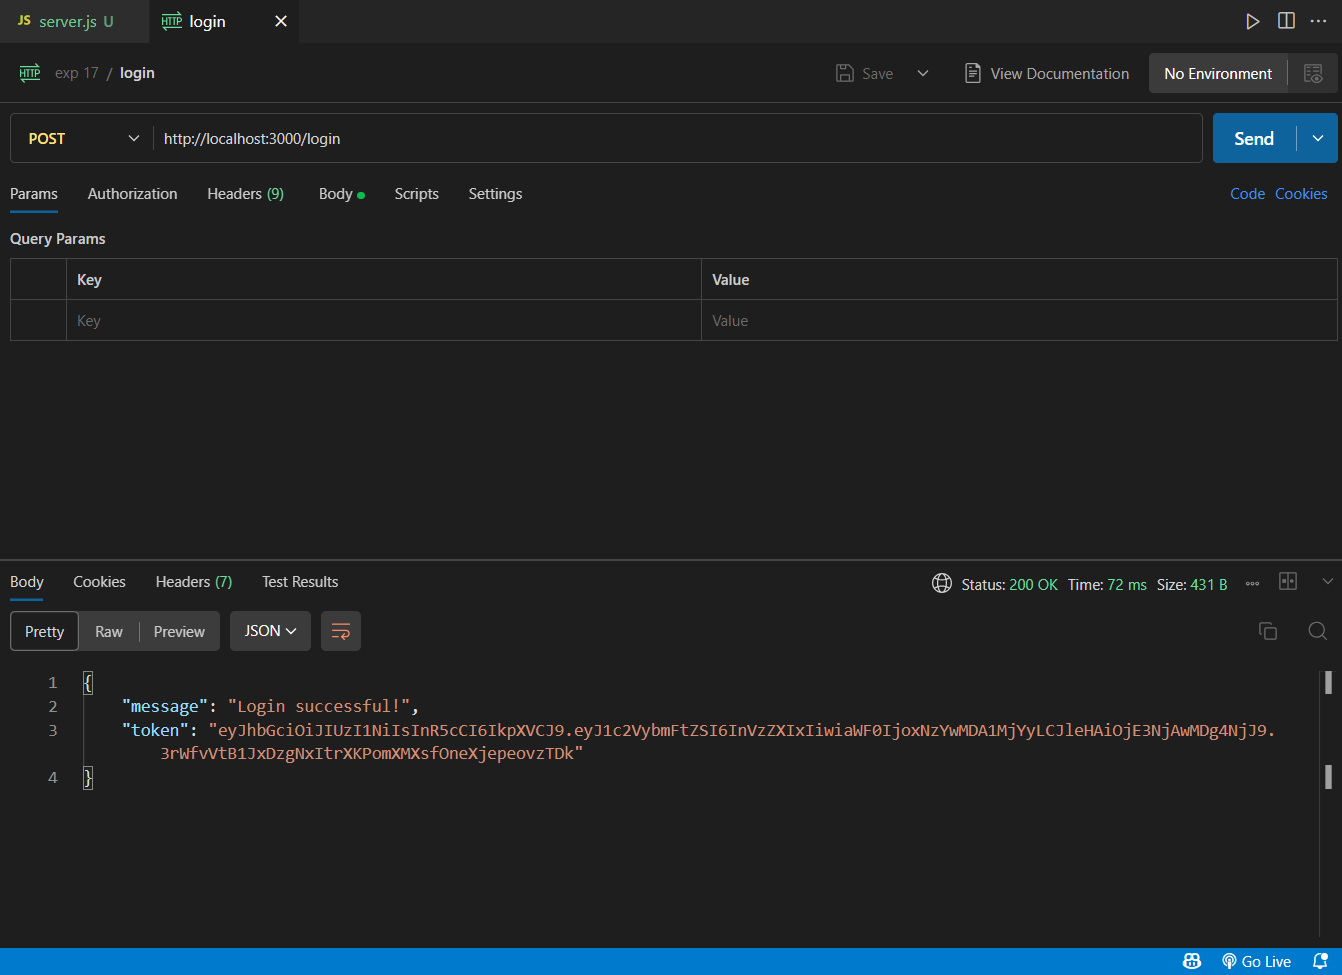 JS server.js U
HTTP login
HTTP exp 17 / login
Save
View Documentation
No Environment
POST http://localhost:3000/login
Send
Params Authorization Headers (9) Body Scripts Settings
Code Cookies
Query Params
Key Value
Key Value
Body Cookies Headers (7) Test Results
Status: 200 OK Time: 72 ms Size: 431 B
Pretty Raw Preview JSON
1 {
2 "message": "Login successful!",
3 "token": "eyJhbGciOiJIUzI1NiIsInR5cCI6IkpXVCJ9.eyJ1c2VybmFtZSI6InVzZXIxIiwiaWF0IjoxNzYwMDA1MjYyLCJleHAiOjE3NjAwMDg4NjJ9.
3rWfvVtB1JxDzgNxItrXKPomXMXsfOneXjepeovzTDk"
4 }
Go Live